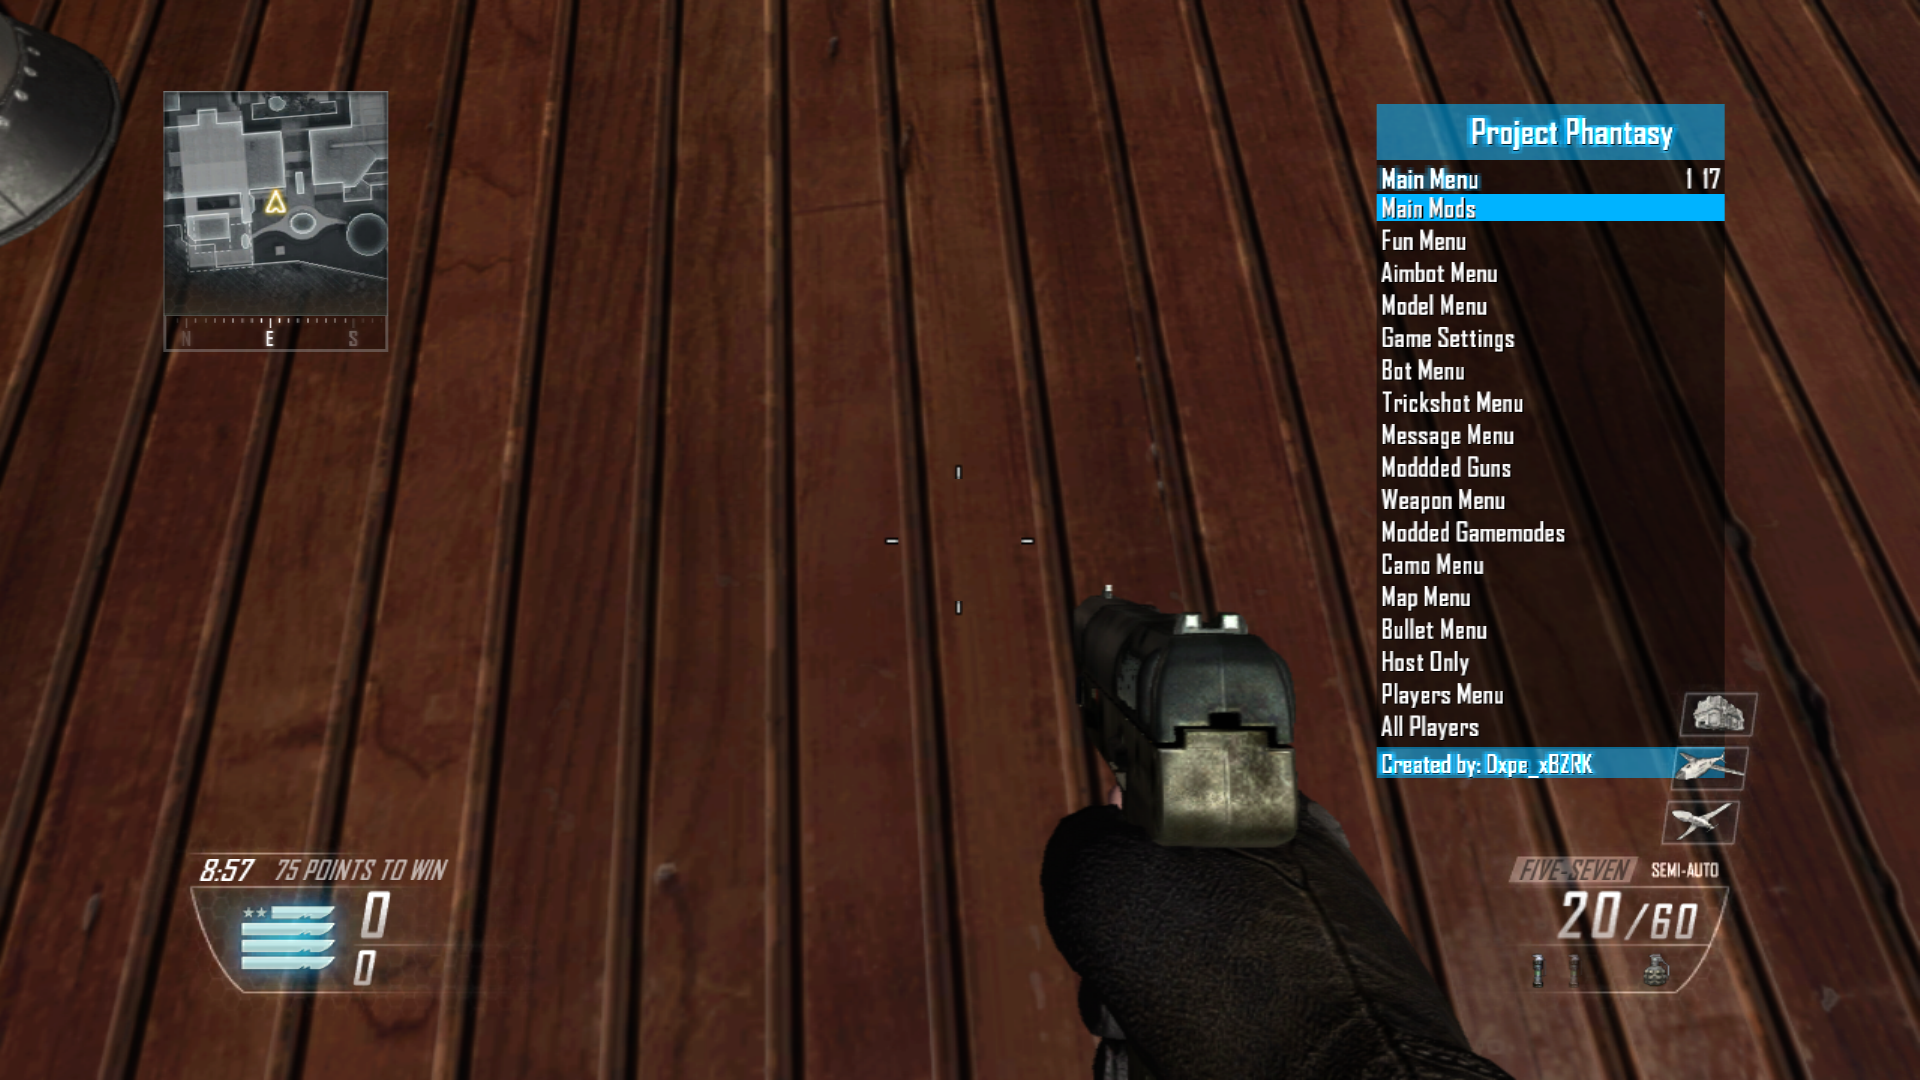 Project Phantasy
Main Menu 1 17
Main Mods
Fun Menu
Aimbot Menu
Model Menu
Game Settings
Bot Menu
Trickshot Menu
Message Menu
Moddded Guns
Weapon Menu
Modded Gamemodes
Camo Menu
Map Menu
Bullet Menu
Host Only
Players Menu
All Players
Created by: Dxpe_xBZRK
N E S
8:57 75 POINTS TO WIN
0
0
FIVE-SEVEN SEMI-AUTO
20/60